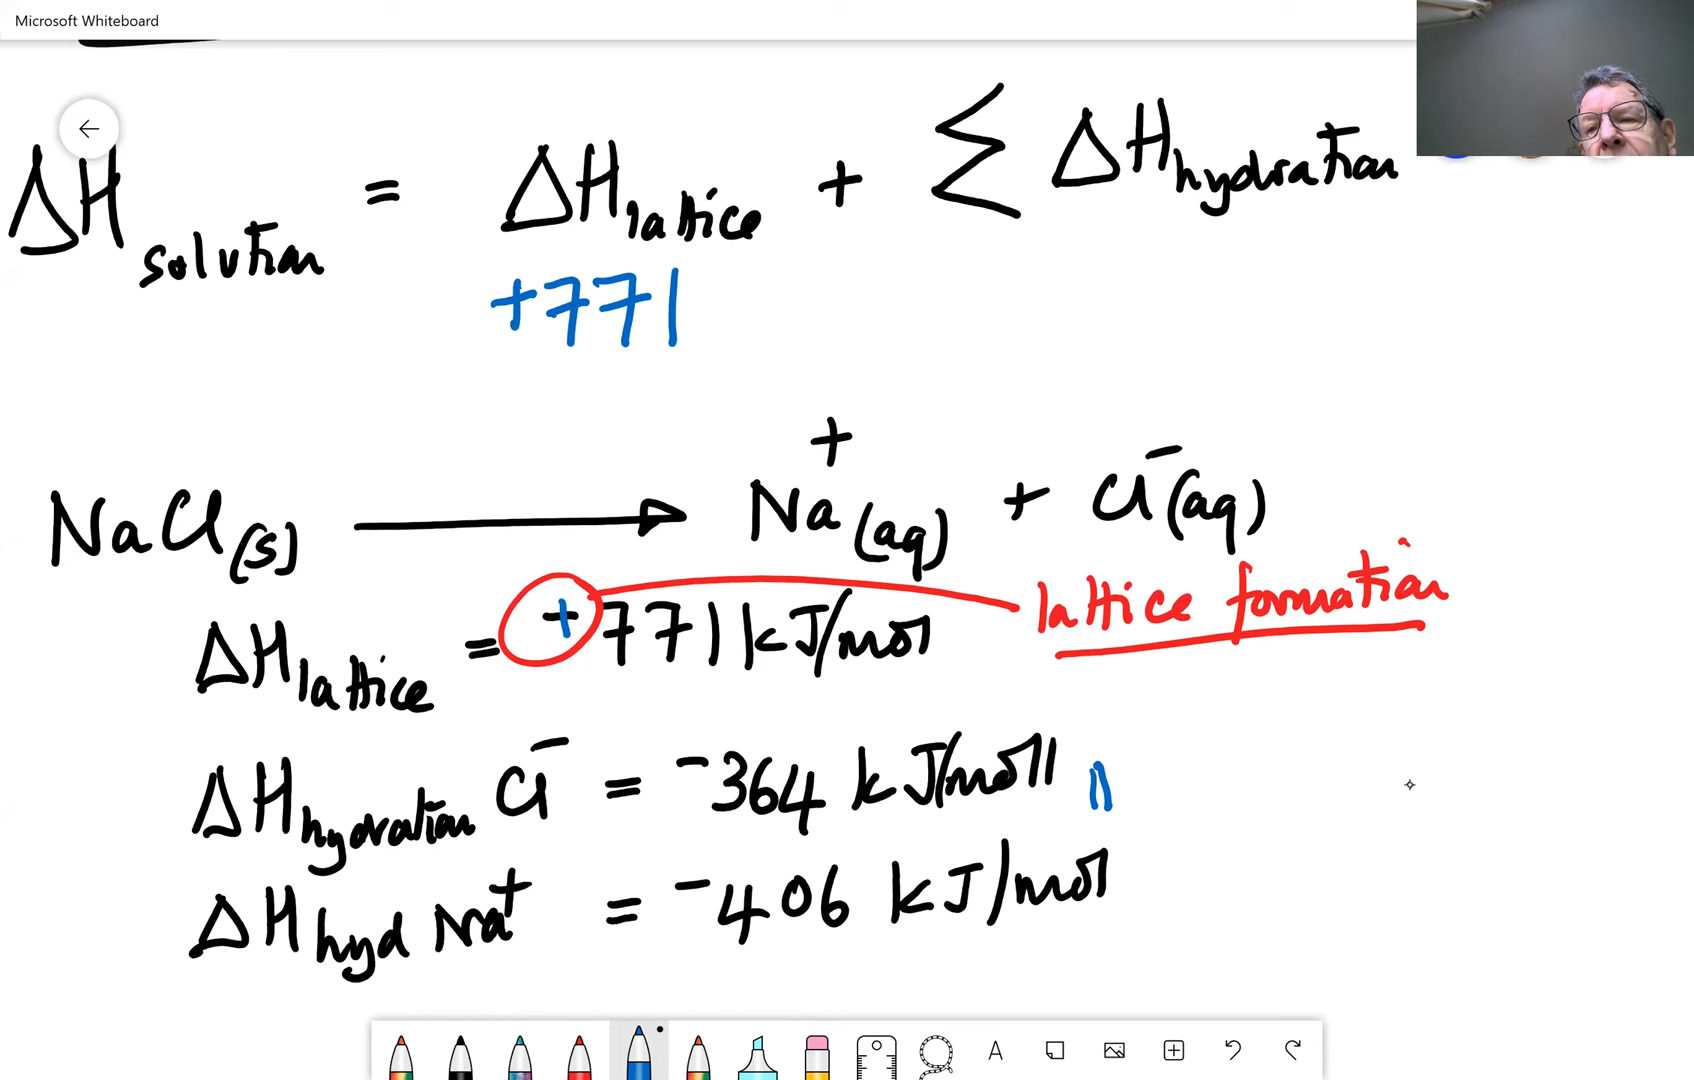 Microsoft Whiteboard
ΔH solution = ΔH lattice + Σ ΔH hydration
+771
NaCl(s) → Na+(aq) + Cl-(aq)
ΔH lattice = +771 kJ/mol
lattice formation
ΔH hydration Cl- = -364 kJ/mol
ΔH hyd Na+ = -406 kJ/mol
A